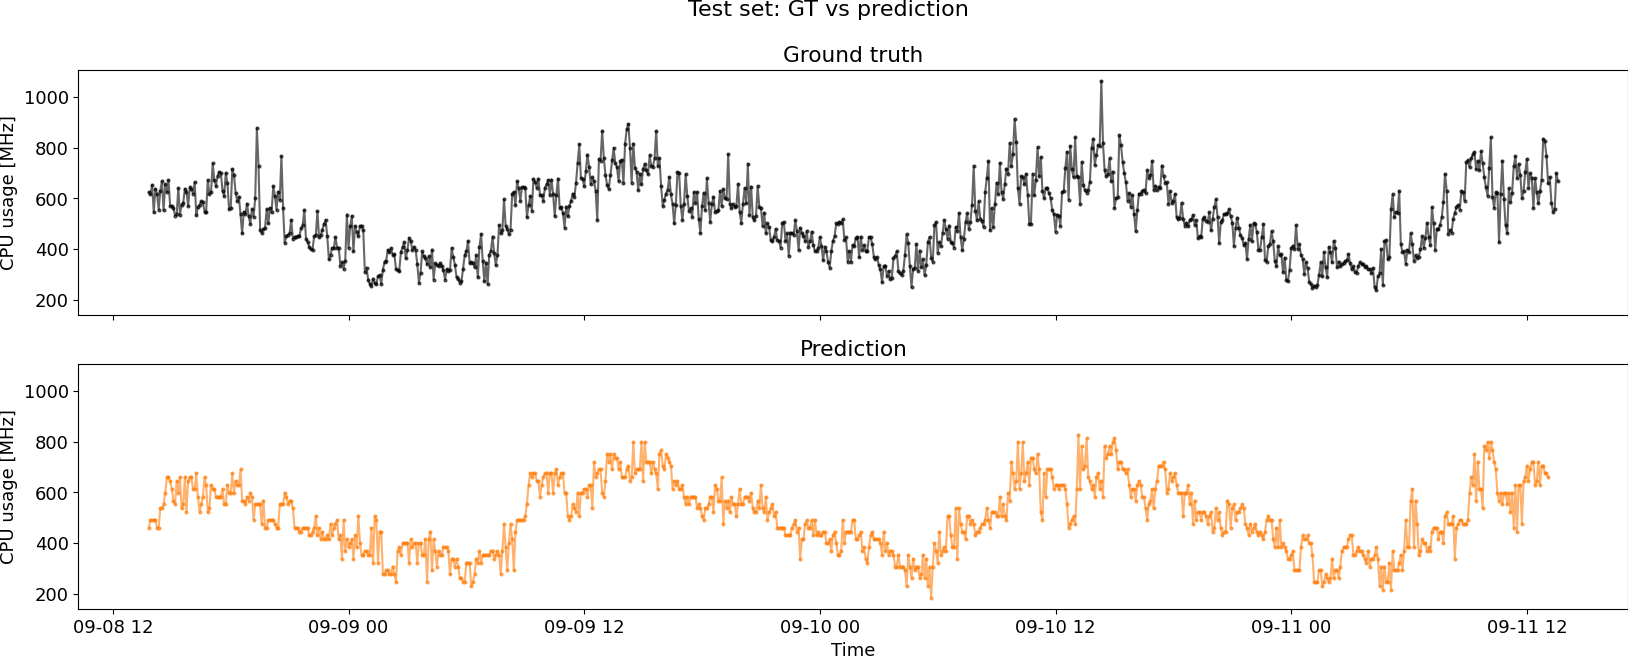 Test set: GT vs prediction
Ground truth
CPU usage [MHz]
1000
800
600
400
200
Prediction
CPU usage [MHz]
1000
800
600
400
200
09-08 12 09-09 00 09-09 12 09-10 00 09-10 12 09-11 00 09-11 12
Time